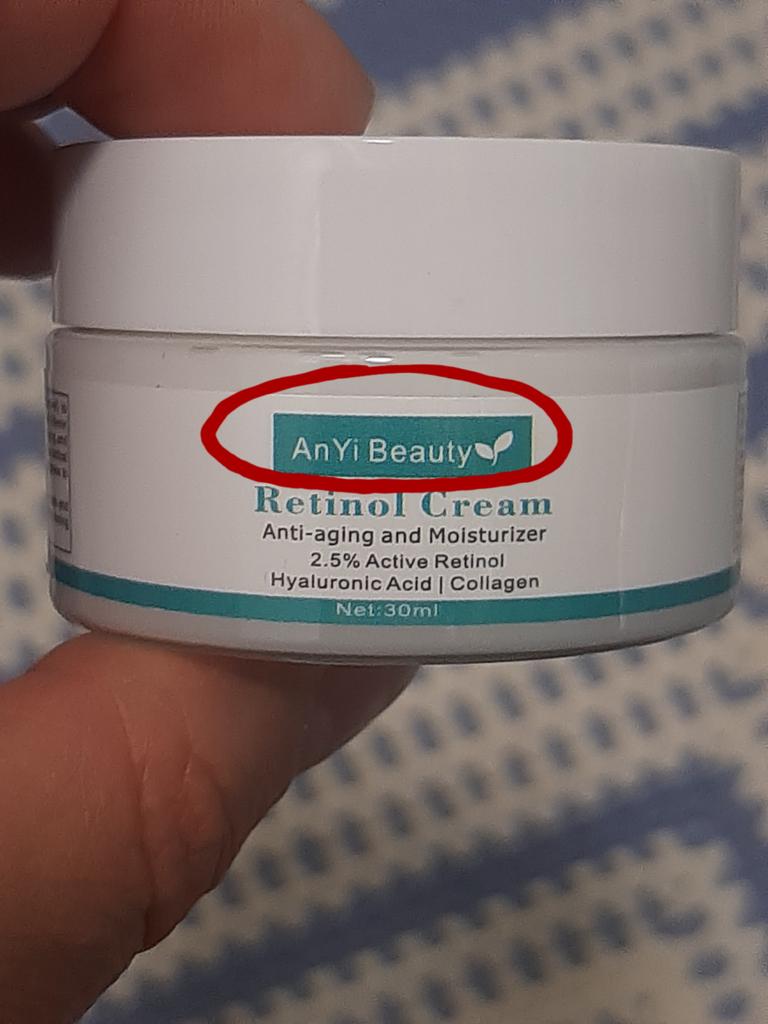 AnYi Beauty
Retinol Cream
Anti-aging and Moisturizer
2.5% Active Retinol
Hyaluronic Acid | Collagen
Net:30ml